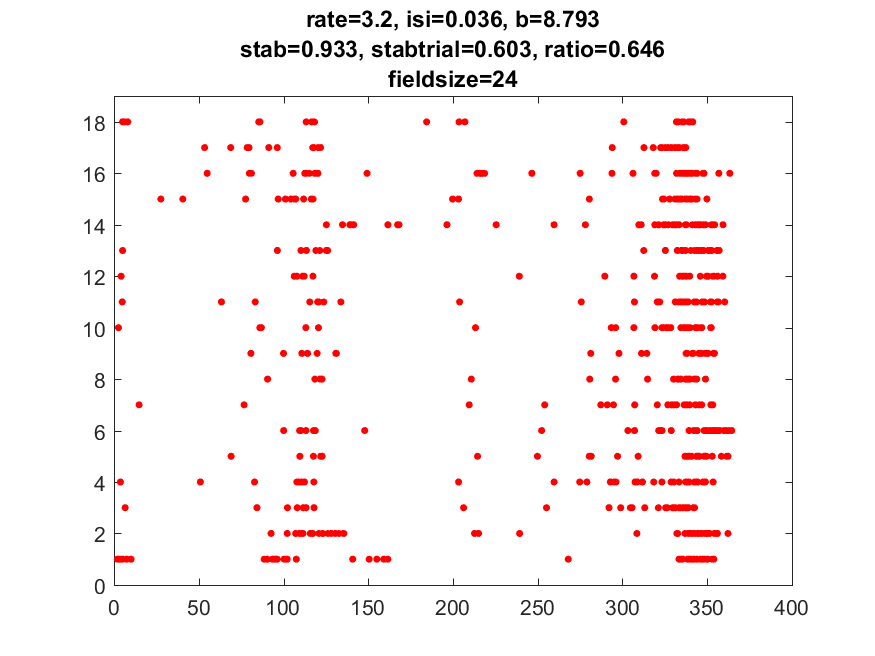 rate=3.2, isi=0.036, b=8.793
stab=0.933, stabtrial=0.603, ratio=0.646
fieldsize=24
18
16
14
12
10
8
6
4
2
0
0 50 100 150 200 250 300 350 400